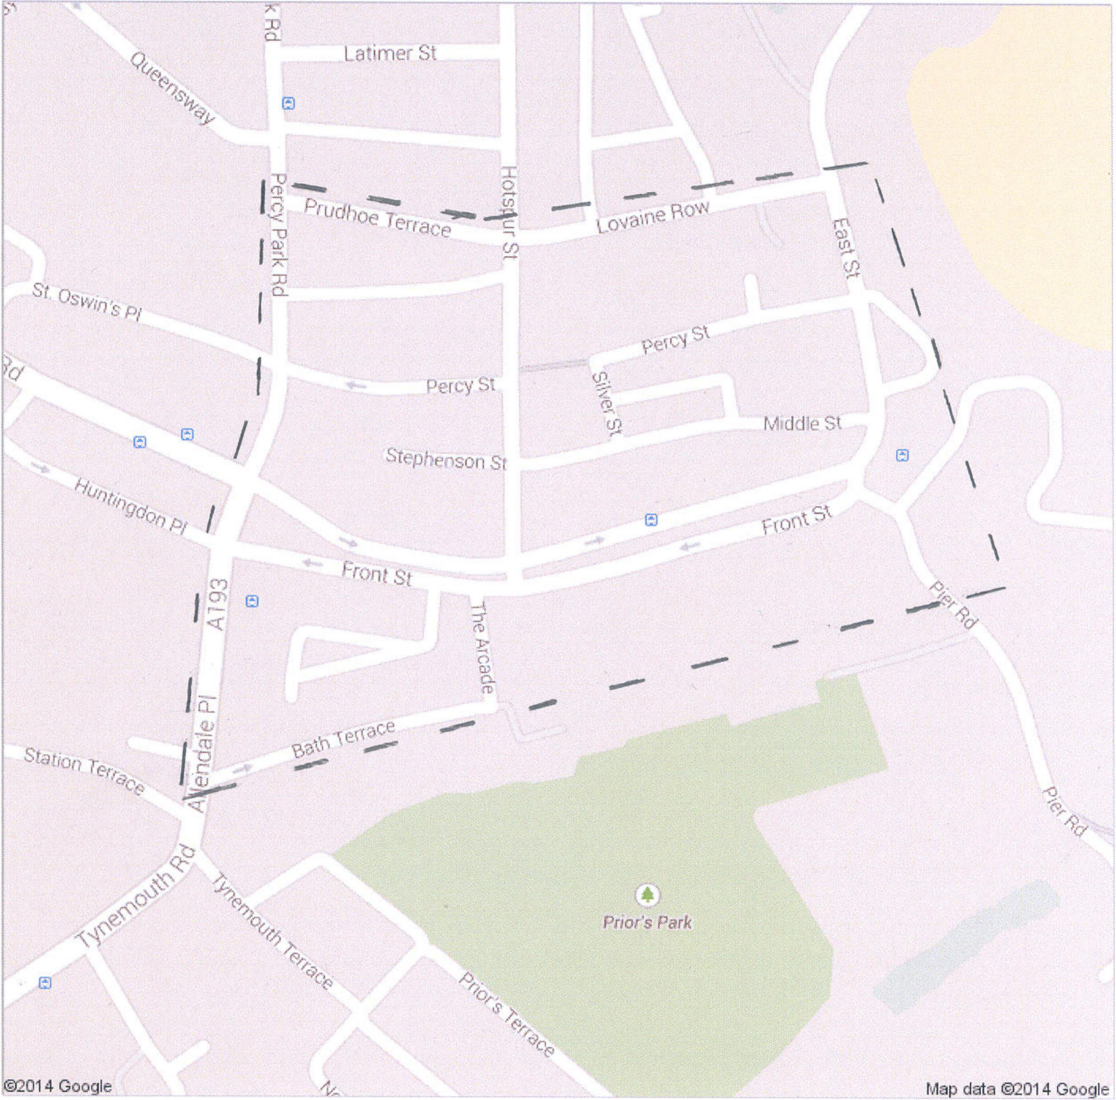 k Rd
Latimer St
Queensway
Percy Park Rd
Hotspur St
Prudhoe Terrace
Lovaine Row
East St
St. Oswin's Pl
Percy St
Rd
Percy St
Silver St
Middle St
Stephenson St
Huntingdon Pl
Front St
Front St
A193
Pier Rd
The Arcade
Allendale Pl
Bath Terrace
Station Terrace
Pier Rd
Tynemouth Rd
Tynemouth Terrace
Prior's Park
Prior's Terrace
No
©2014 Google
Map data ©2014 Google